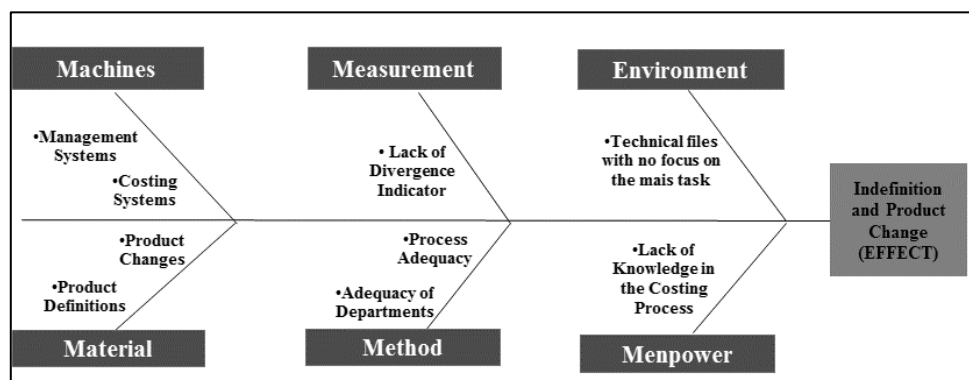 Machines
Measurement
Environment
•Management
Systems
•Costing
Systems
• Lack of
Divergence
Indicator
•Technical files
with no focus on
the mais task
Indefinition
and Product
Change
(EFFECT)
•Product
Changes
•Product
Definitions
•Process
Adequacy
•Adequacy of
Departments
•Lack of
Knowledge in
the Costing
Process
Material
Method
Menpower